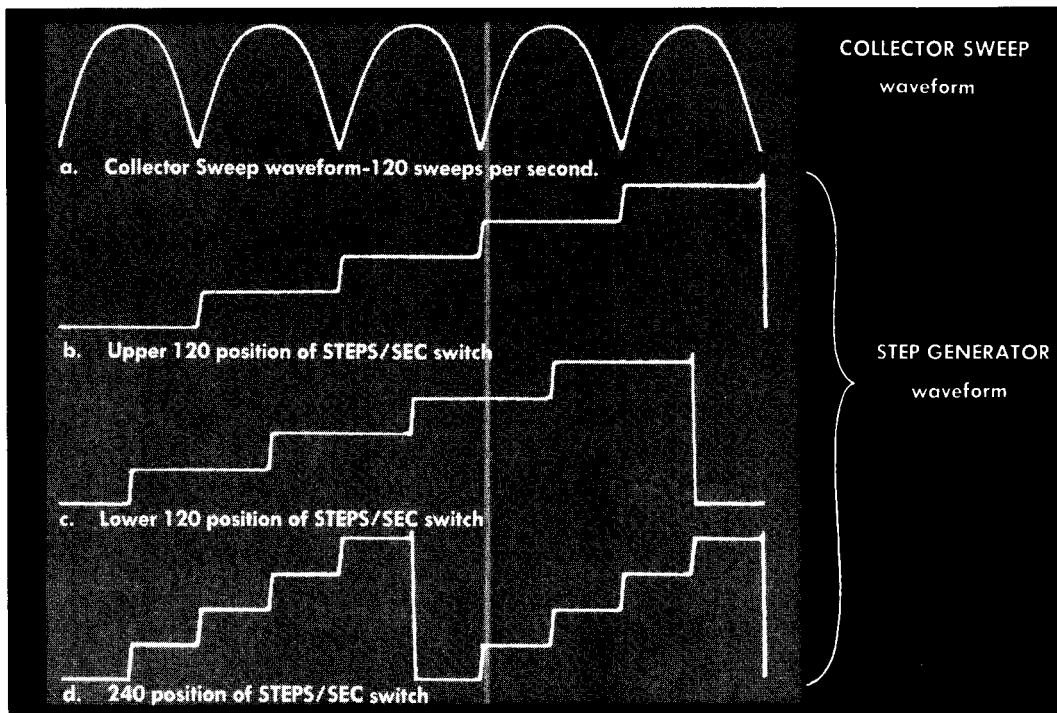 COLLECTOR SWEEP
waveform
a. Collector Sweep waveform-120 sweeps per second.
b. Upper 120 position of STEPS/SEC switch
STEP GENERATOR
waveform
c. Lower 120 position of STEPS/SEC switch
d. 240 position of STEPS/SEC switch